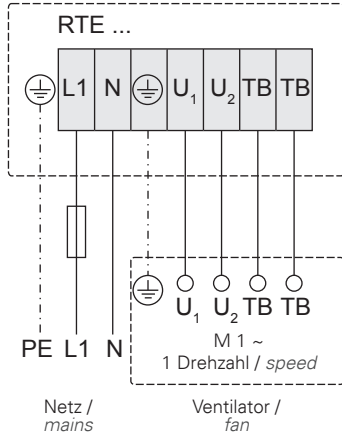 RTE ...
L1 N U1 U2 TB TB
U1 U2 TB TB
M 1 ~
1 Drehzahl / speed
PE L1 N
Netz / mains
Ventilator / fan